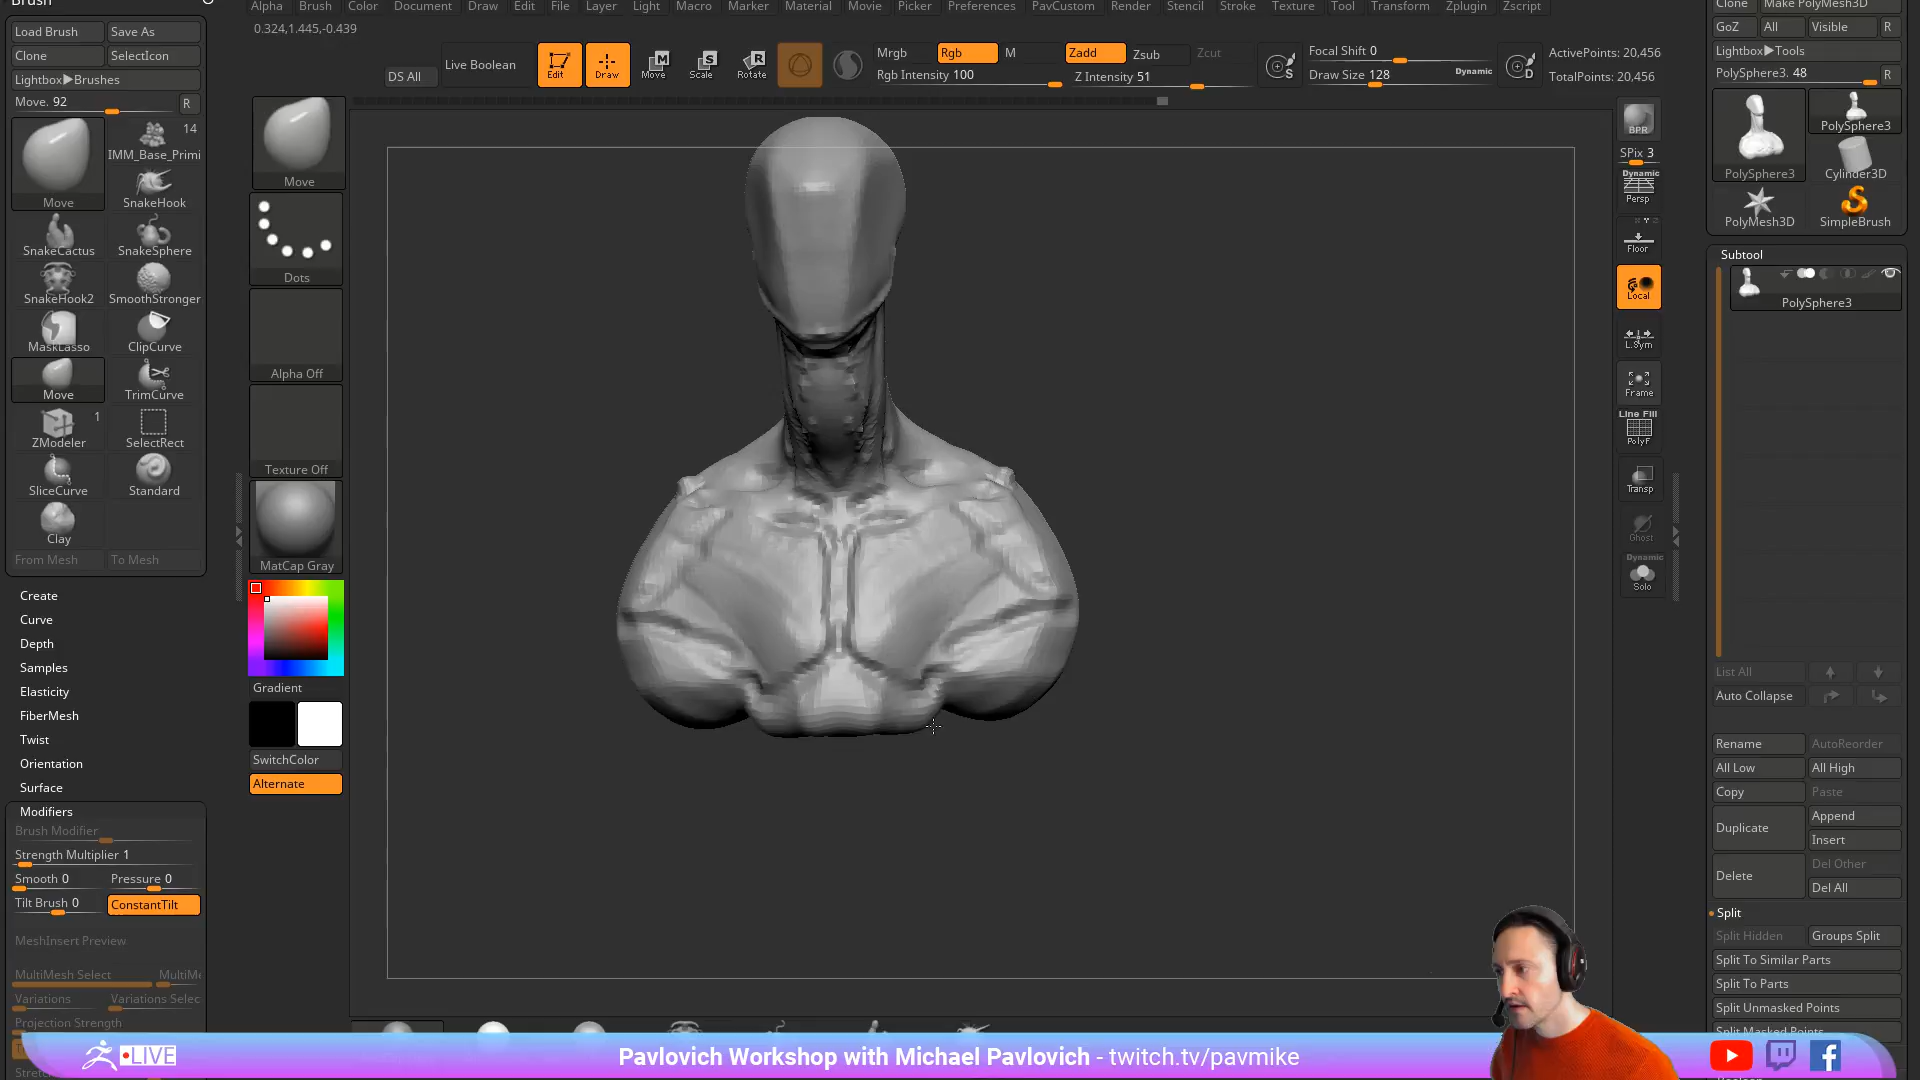 Brush
Load Brush
Save As
Clone
SelectIcon
Lightbox▶Brushes
Move. 92
R
Move
14
IMM_Base_Primi
SnakeHook
SnakeCactus
SnakeSphere
SnakeHook2
SmoothStronger
MaskLasso
ClipCurve
Move
TrimCurve
1
ZModeler
SelectRect
SliceCurve
Standard
Clay
From Mesh
To Mesh
Create
Curve
Depth
Samples
Elasticity
FiberMesh
Twist
Orientation
Surface
Modifiers
Brush Modifier
Strength Multiplier 1
Smooth 0
Pressure 0
Tilt Brush 0
ConstantTilt
MeshInsert Preview
MultiMesh Select
MultiMe
Variations
Variations Selec
Projection Strength
Alpha
Brush
Color
Document
Draw
Edit
File
Layer
Light
Macro
Marker
Material
Movie
Picker
Preferences
PavCustom
Render
Stencil
Stroke
Texture
Tool
Transform
Zplugin
Zscript
0.324,1.445,-0.439
DS All
Live Boolean
Edit
Draw
Move
Scale
Rotate
Mrgb
Rgb
M
Rgb Intensity 100
Zadd
Zsub
Zcut
Z Intensity 51
Focal Shift 0
Draw Size 128
Dynamic
ActivePoints: 20,456
TotalPoints: 20,456
Move
Dots
Alpha Off
Texture Off
MatCap Gray
Gradient
SwitchColor
Alternate
BPR
SPix 3
Dynamic
Persp
Floor
Local
L.Sym
Frame
Line Fill
PolyF
Transp
Ghost
Dynamic
Solo
Clone
Make PolyMesh3D
GoZ
All
Visible
R
Lightbox▶Tools
PolySphere3. 48
R
PolySphere3
PolySphere3
Cylinder3D
PolyMesh3D
SimpleBrush
Subtool
PolySphere3
List All
Auto Collapse
Rename
AutoReorder
All Low
All High
Copy
Paste
Duplicate
Append
Insert
Delete
Del Other
Del All
Split
Split Hidden
Groups Split
Split To Similar Parts
Split To Parts
Split Unmasked Points
Split Masked Points
LIVE
Pavlovich Workshop with Michael Pavlovich - twitch.tv/pavmike